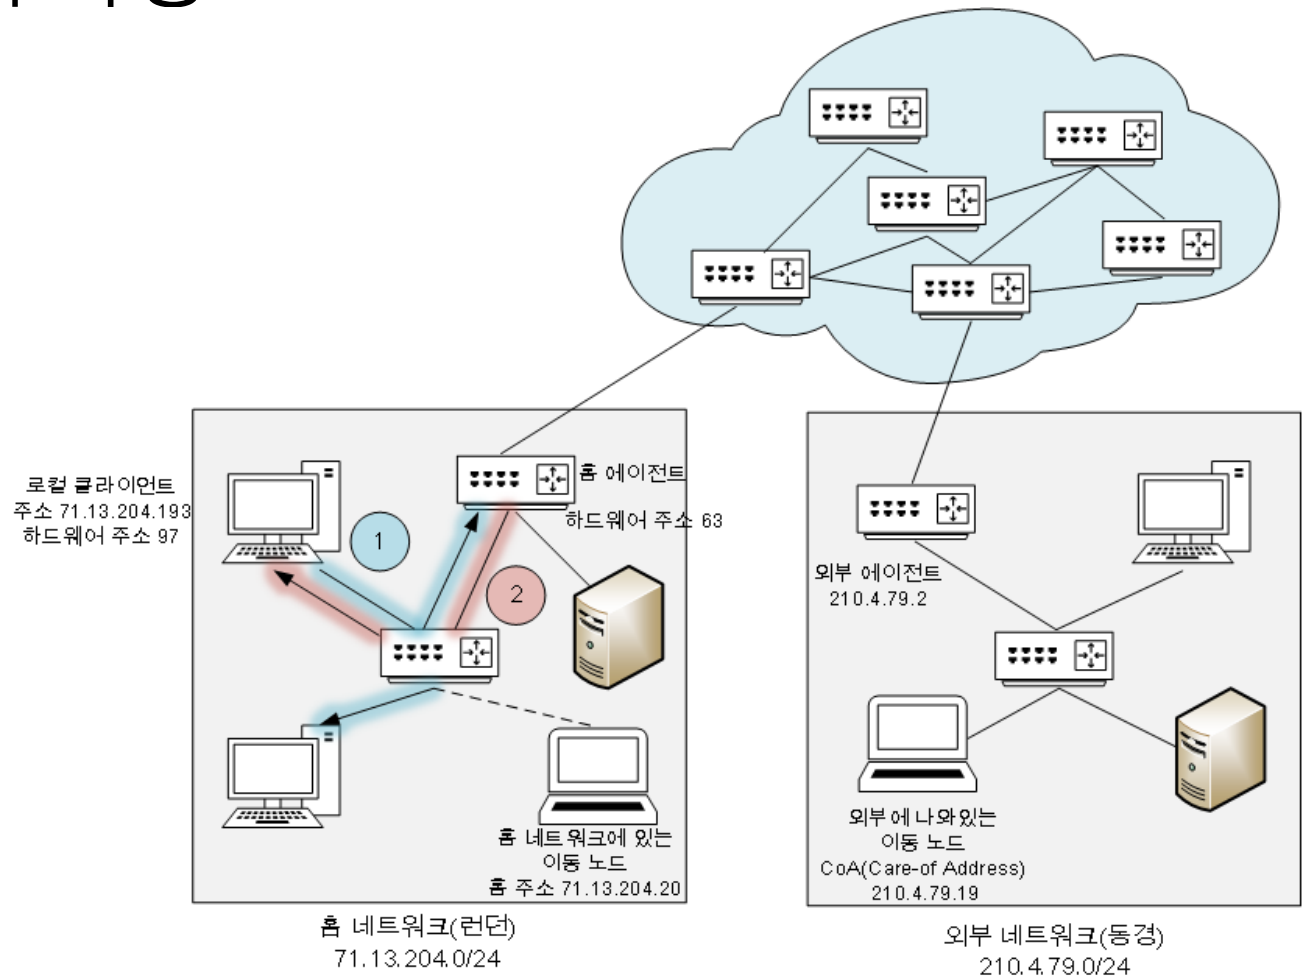 1
2
로컬 클라이언트
주소 71.13.204.193
하드웨어 주소 97
홈 에이전트
하드웨어 주소 63
홈 네트워크에 있는
이동 노드
홈 주소 71.13.204.20
홈 네트워크(런던)
71.13.204.0/24
외부 에이전트
210.4.79.2
외부에 나와있는
이동 노드
CoA(Care-of Address)
210.4.79.19
외부 네트워크(동경)
210.4.79.0/24